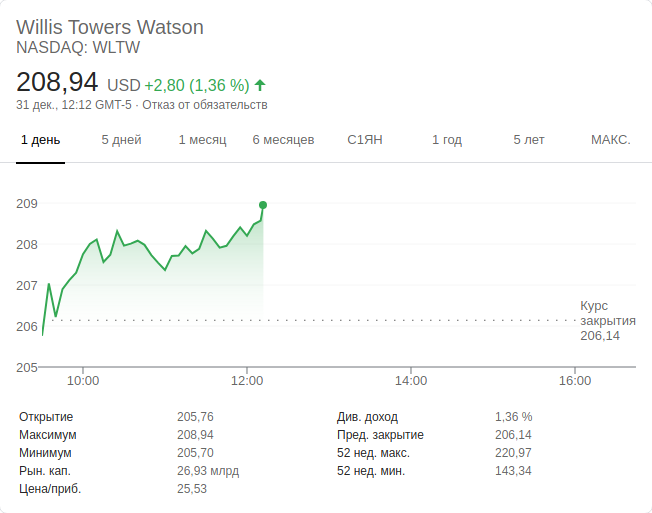 Willis Towers Watson
NASDAQ: WLTW
208,94 USD +2,80 (1,36 %)
31 дек., 12:12 GMT-5 · Отказ от обязательств
1 день 5 дней 1 месяц 6 месяцев С1ЯН 1 год 5 лет МАКС.
209
208
207
206
205
Курс
закрытия
206,14
10:00 12:00 14:00 16:00
Открытие 205,76 Див. доход 1,36 %
Максимум 208,94 Пред. закрытие 206,14
Минимум 205,70 52 нед. макс. 220,97
Рын. кап. 26,93 млрд 52 нед. мин. 143,34
Цена/приб. 25,53